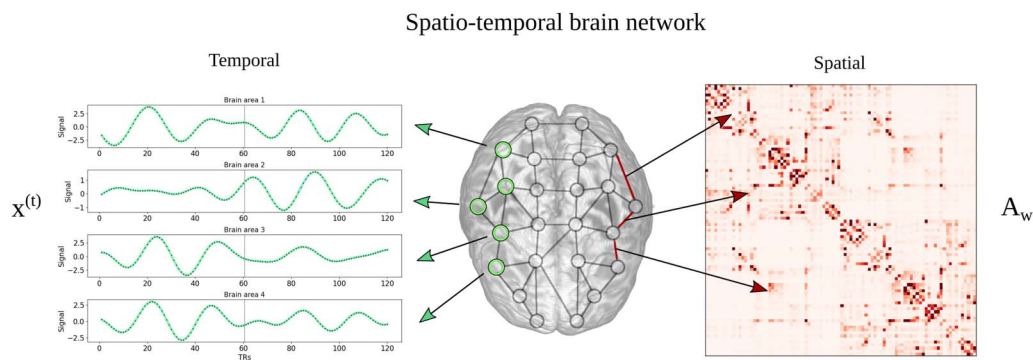 Spatio-temporal brain network
Temporal
Spatial
x(t)
Brain area 1
Signal
2.5
0.0
−2.5
0 20 40 60 80 100 120
Brain area 2
Signal
1
0
−1
0 20 40 60 80 100 120
Brain area 3
Signal
2.5
0.0
−2.5
0 20 40 60 80 100 120
Brain area 4
Signal
2.5
0.0
−2.5
0 20 40 60 80 100 120
TRs
Aw